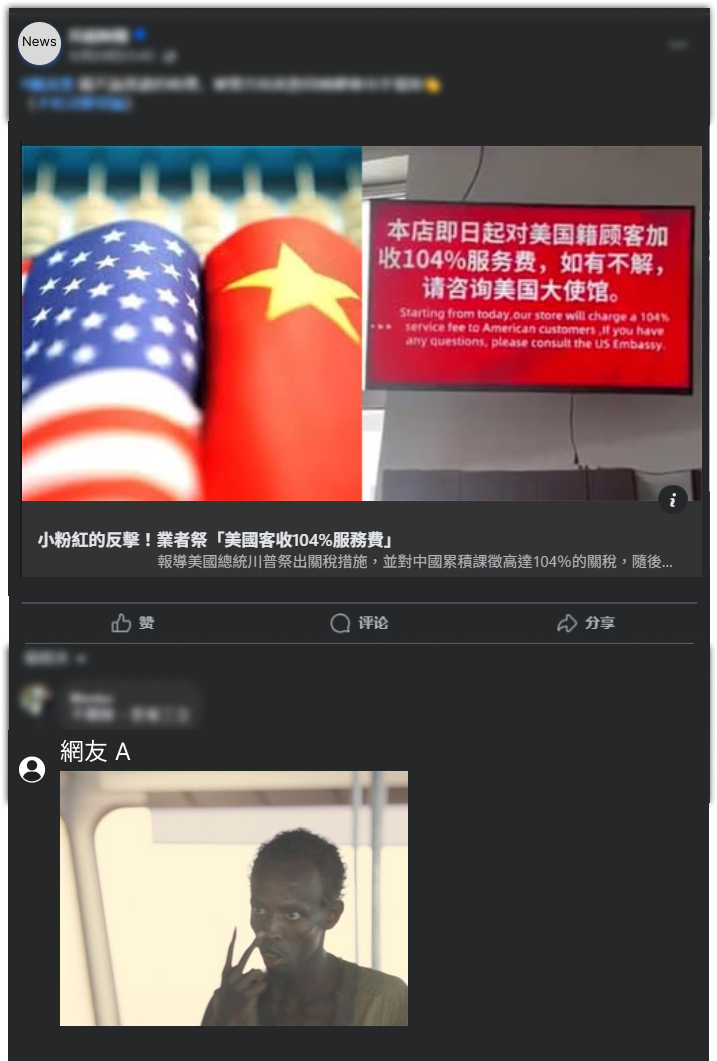 News
本店即日起对美国籍顾客加
收104%服务费，如有不解，
请咨询美国大使馆。
Starting from today,our store will charge a 104%
service fee to American customers ,If you have
any questions, please consult the US Embassy.
小粉紅的反擊！業者祭「美國客收104%服務費」
報導美國總統川普祭出關稅措施，並對中國累積課徵高達104%的關稅，隨後...
赞
评论
分享
網友 A